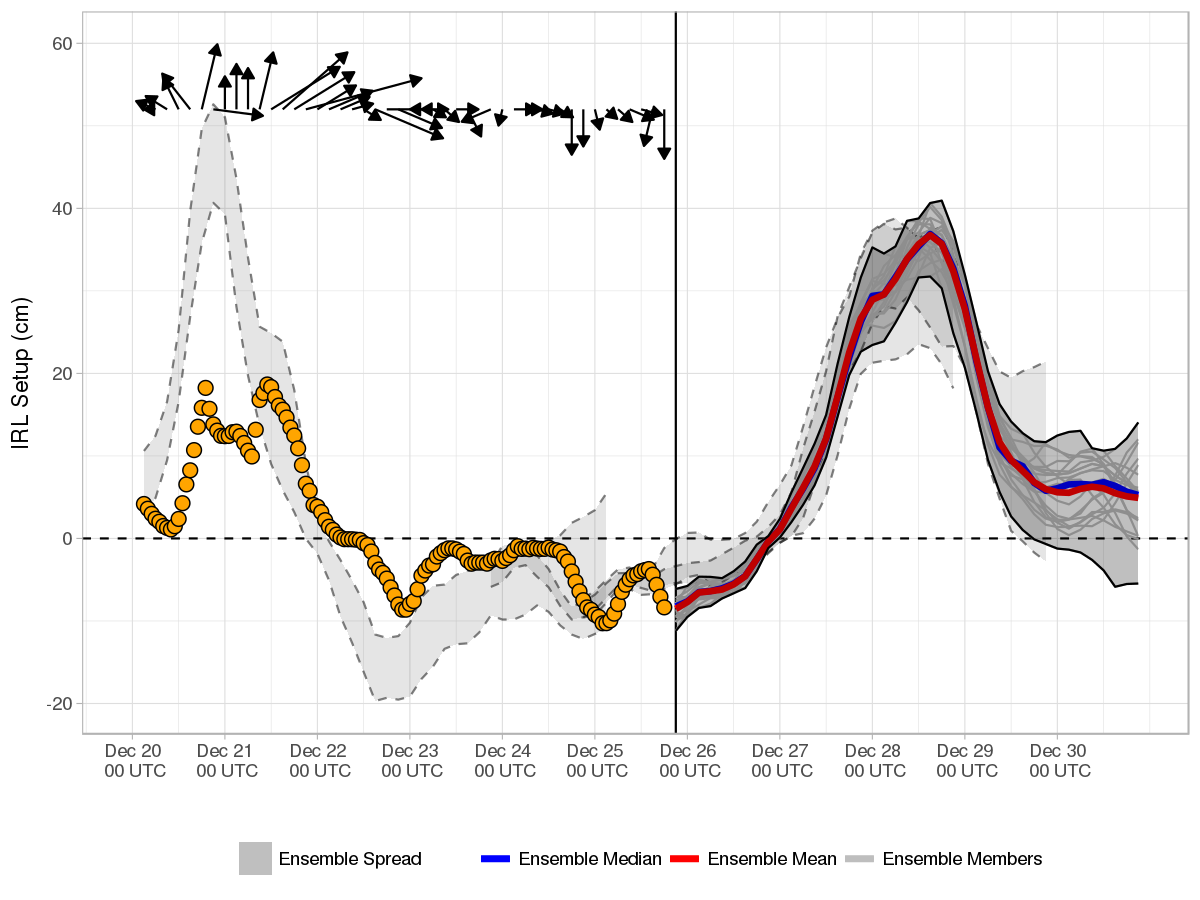 60
40
20
0
-20
IRL Setup (cm)
Dec 20 Dec 21 Dec 22 Dec 23 Dec 24 Dec 25 Dec 26 Dec 27 Dec 28 Dec 29 Dec 30
00 UTC 00 UTC 00 UTC 00 UTC 00 UTC 00 UTC 00 UTC 00 UTC 00 UTC 00 UTC 00 UTC
Ensemble Spread Ensemble Median Ensemble Mean Ensemble Members